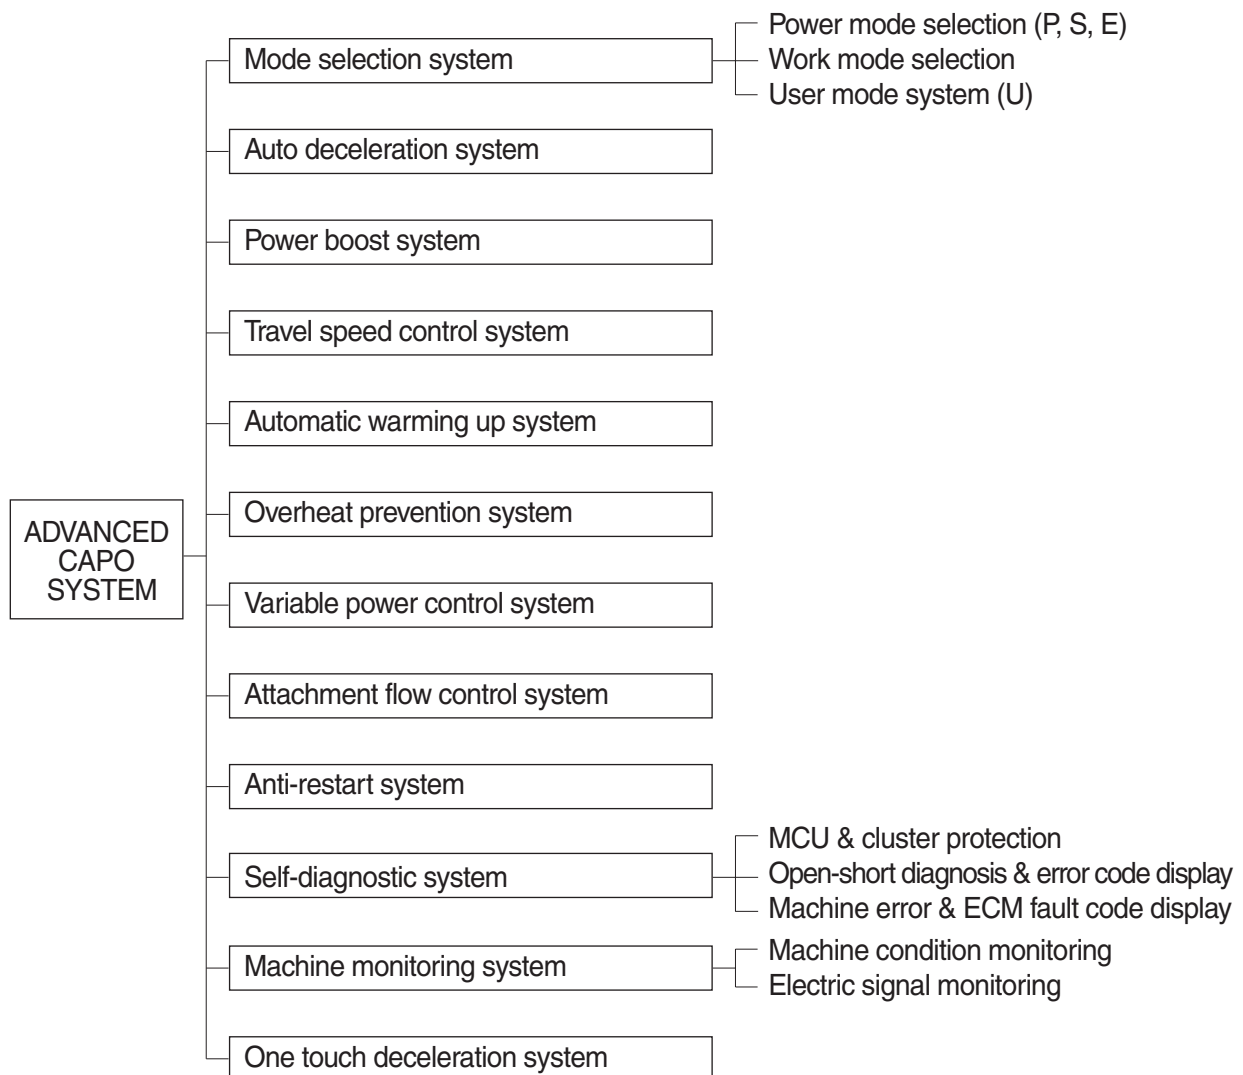 Power mode selection (P, S, E)
Mode selection system
Work mode selection
User mode system (U)
Auto deceleration system
Power boost system
Travel speed control system
Automatic warming up system
Overheat prevention system
ADVANCED
CAPO
SYSTEM
Variable power control system
Attachment flow control system
Anti-restart system
MCU & cluster protection
Self-diagnostic system
Open-short diagnosis & error code display
Machine error & ECM fault code display
Machine condition monitoring
Machine monitoring system
Electric signal monitoring
One touch deceleration system